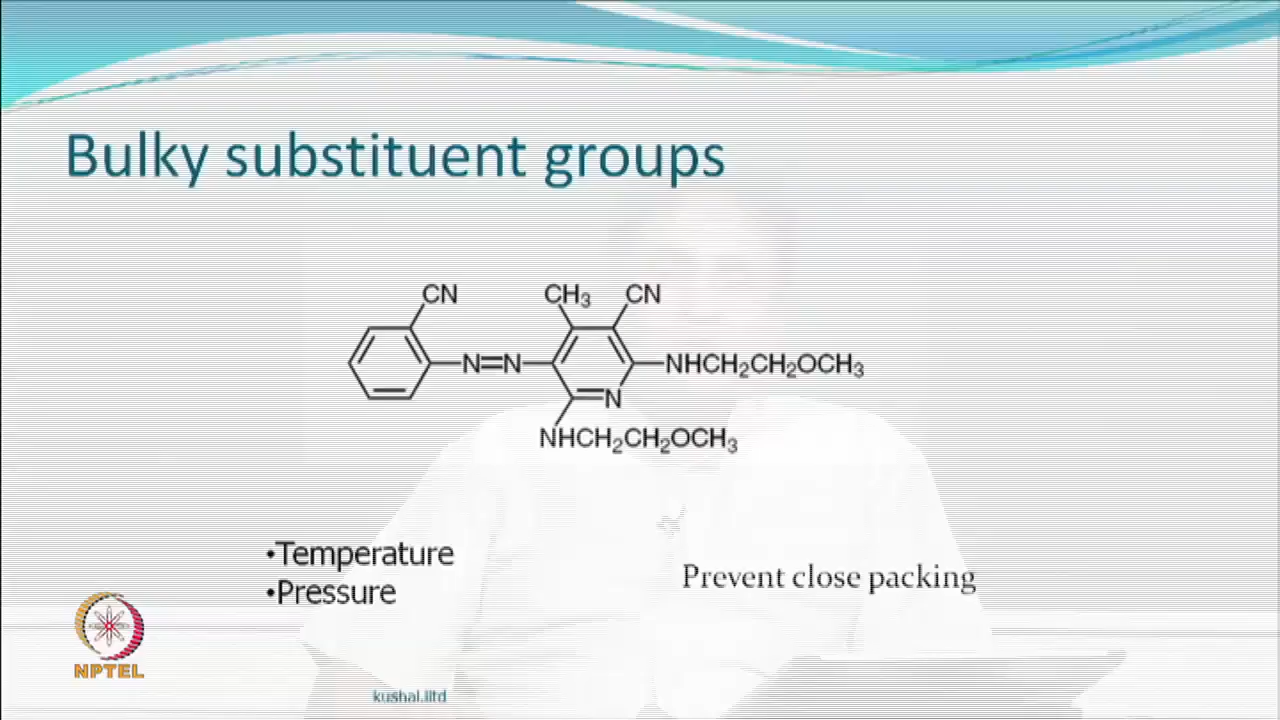 Bulky substituent groups
CN
CH₃
CN
N=N
NHCH₂CH₂OCH₃
N
NHCH₂CH₂OCH₃
•Temperature
Prevent close packing
•Pressure
NPTEL
kushal.iitd